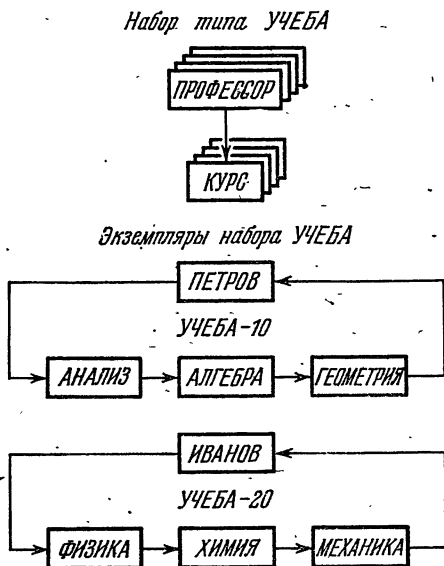 Набор типа УЧЕБА
ПРОФЕССОР
КУРС
Экземпляры набора УЧЕБА
ПЕТРОВ
УЧЕБА-10
АНАЛИЗ АЛГЕБРА ГЕОМЕТРИЯ
ИВАНОВ
УЧЕБА-20
ФИЗИКА ХИМИЯ МЕХАНИКА